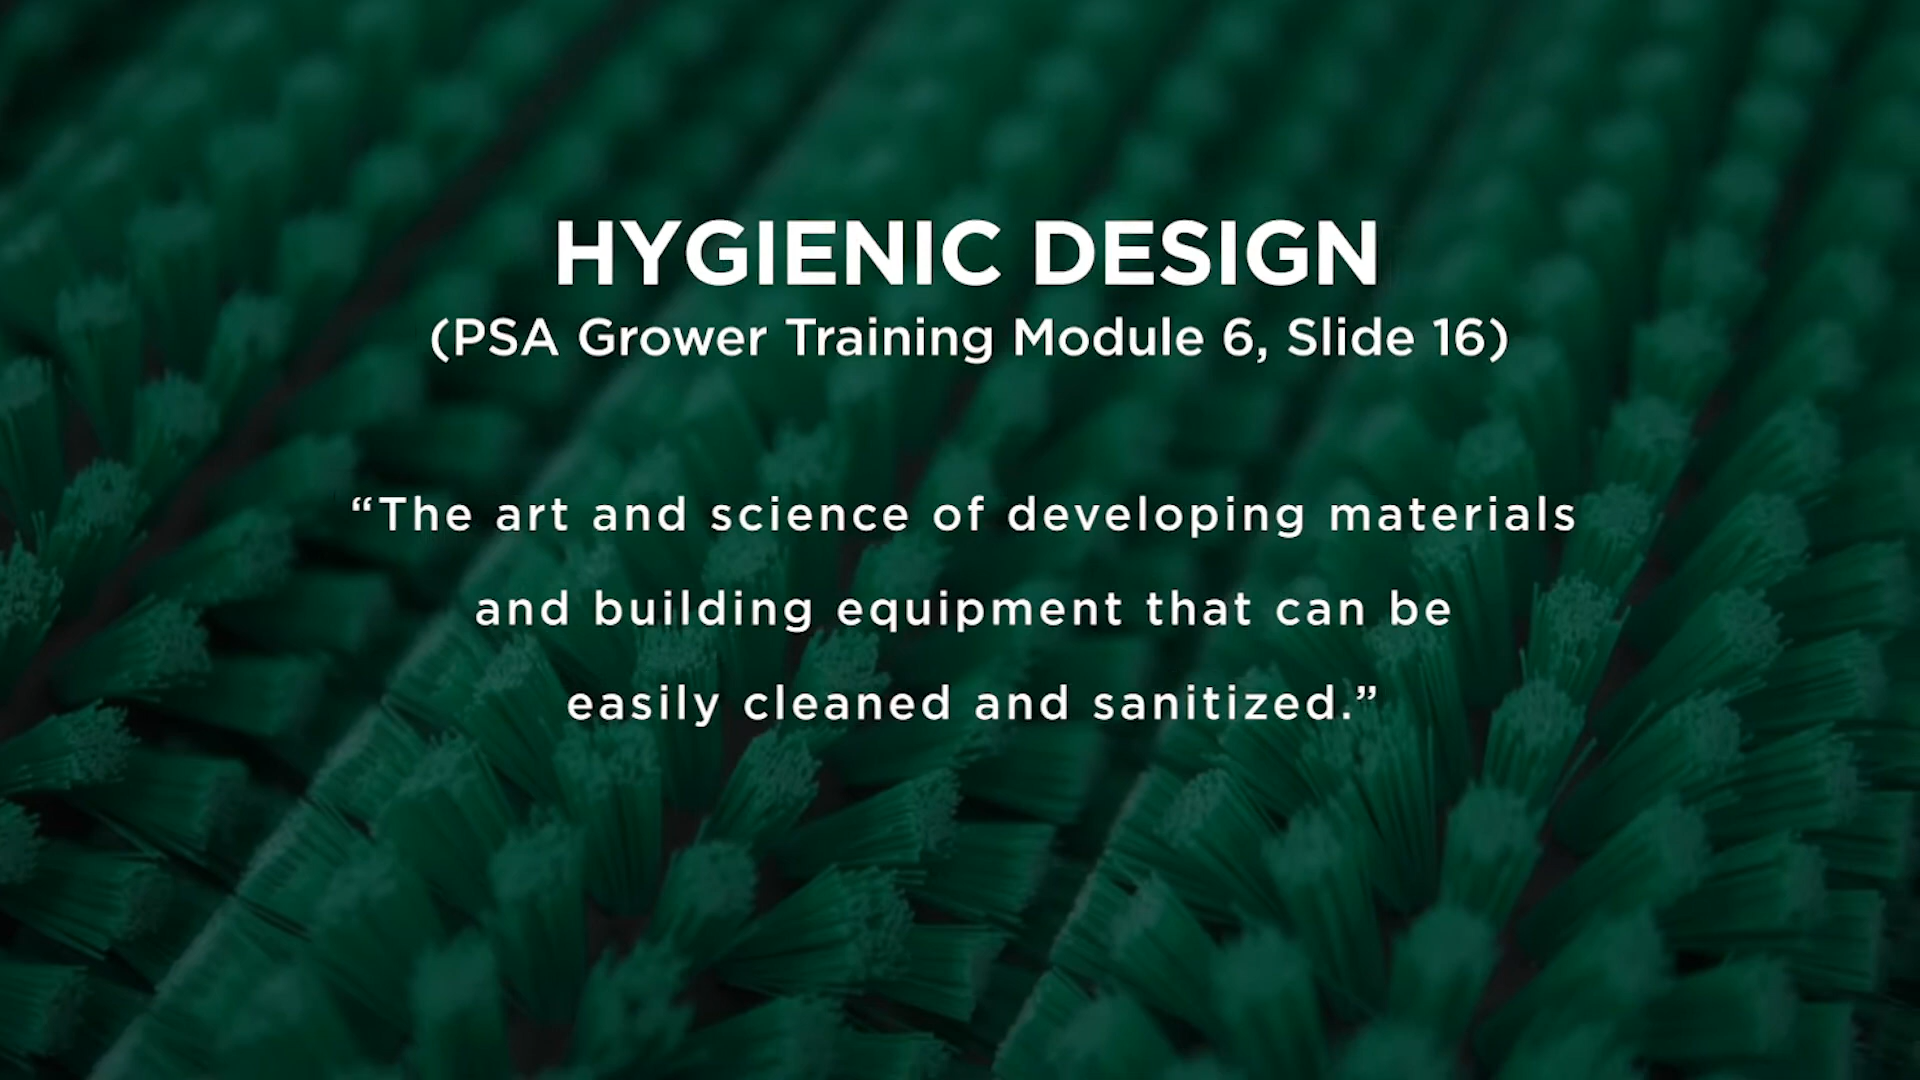 HYGIENIC DESIGN
(PSA Grower Training Module 6, Slide 16)
“The art and science of developing materials
and building equipment that can be
easily cleaned and sanitized.”